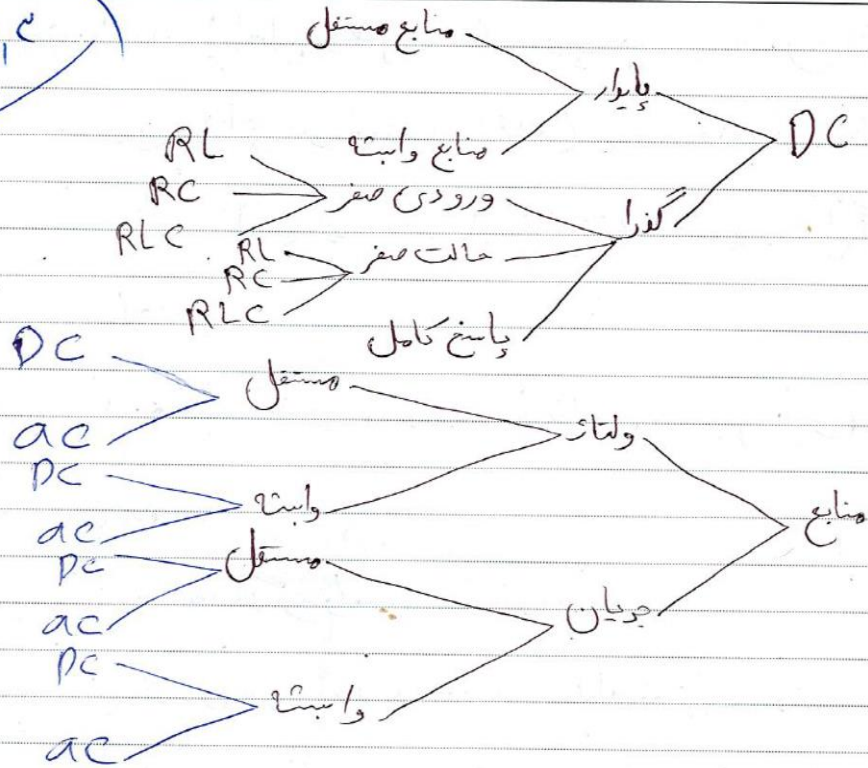 منابع مستقل
پایدار
DC
منابع وابسته
RL
RC
ورودی صفر
گذرا
RLC
RL
حالت صفر
RC
RLC
پاسخ کامل
DC
مستقل
ac
ولتاژ
DC
وابسته
ac
منابع
DC
مستقل
ac
جریان
DC
وابسته
ac